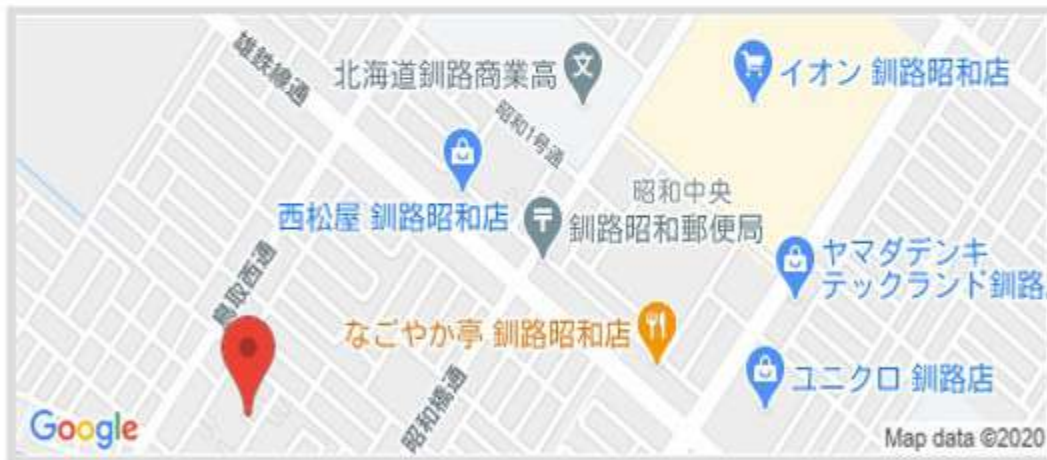 雄鉄線通
北海道釧路商業高
文
イオン 釧路昭和店
昭和1号通
昭和中央
西松屋 釧路昭和店
釧路昭和郵便局
ヤマダデンキ
テックランド釧路
鳥取西通
なごやか亭 釧路昭和店
ユニクロ 釧路店
昭和橋通
Google
Map data ©2020